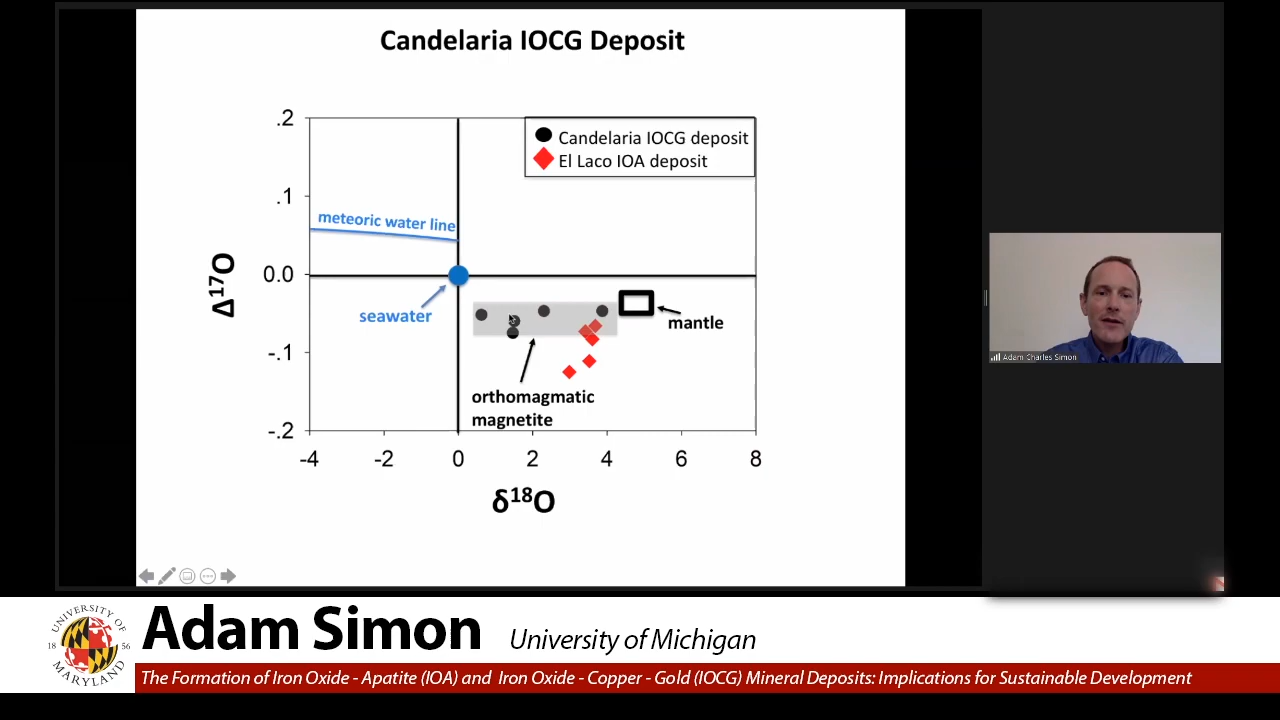 Candelaria IOCG Deposit
.2
.1
0.0
-.1
-.2
Δ¹⁷O
Candelaria IOCG deposit
El Laco IOA deposit
meteoric water line
seawater
mantle
orthomagmatic
magnetite
-4 -2 0 2 4 6 8
δ¹⁸O
Adam Charles Simon
UNIVERSITY OF
18 56
MARYLAND
Adam Simon University of Michigan
The Formation of Iron Oxide - Apatite (IOA) and Iron Oxide - Copper - Gold (IOCG) Mineral Deposits: Implications for Sustainable Development